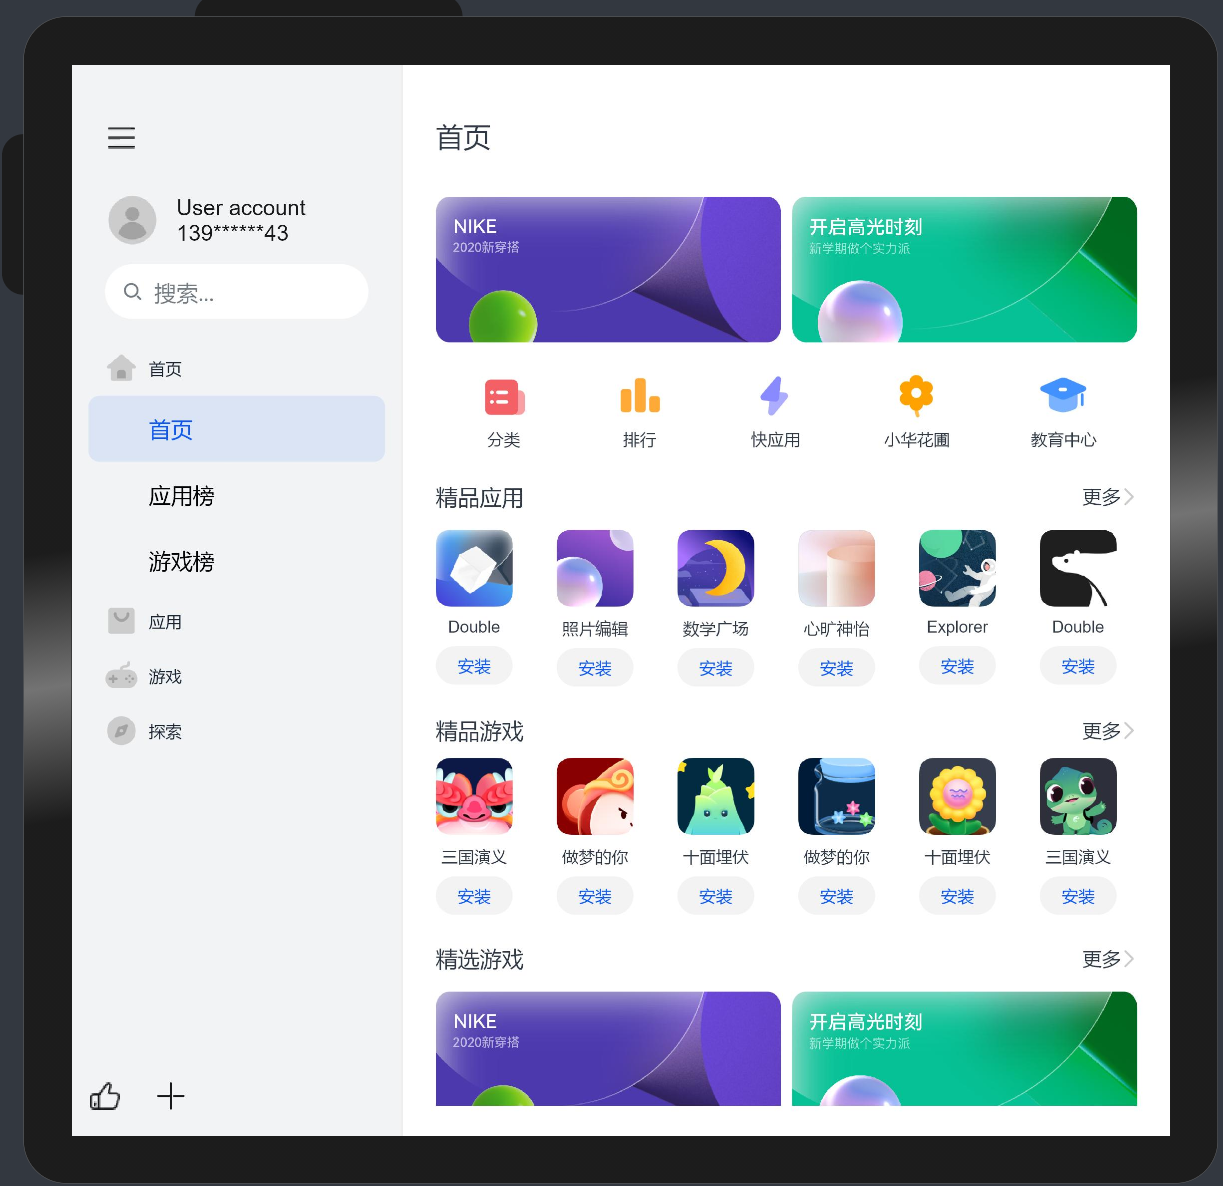 首页
User account
139******43
搜索...
首页
首页
应用榜
游戏榜
应用
游戏
探索
NIKE
2020新穿搭
开启高光时刻
新学期做个实力派
分类
排行
快应用
小华花圃
教育中心
精品应用
更多
Double
照片编辑
数学广场
心旷神怡
Explorer
Double
安装
安装
安装
安装
安装
安装
精品游戏
更多
三国演义
做梦的你
十面埋伏
做梦的你
十面埋伏
三国演义
安装
安装
安装
安装
安装
安装
精选游戏
更多
NIKE
2020新穿搭
开启高光时刻
新学期做个实力派